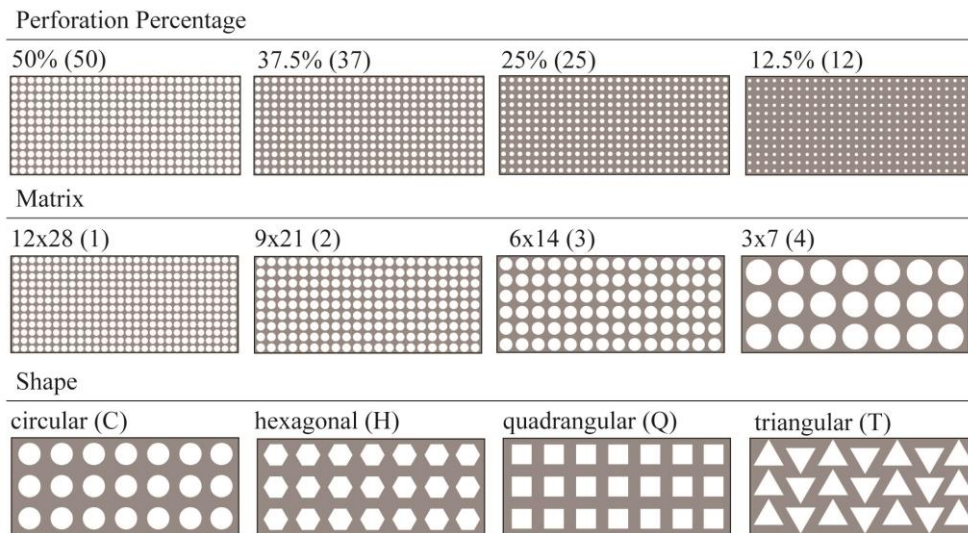 Perforation Percentage
50% (50) 37.5% (37) 25% (25) 12.5% (12)
Matrix
12x28 (1) 9x21 (2) 6x14 (3) 3x7 (4)
Shape
circular (C) hexagonal (H) quadrangular (Q) triangular (T)